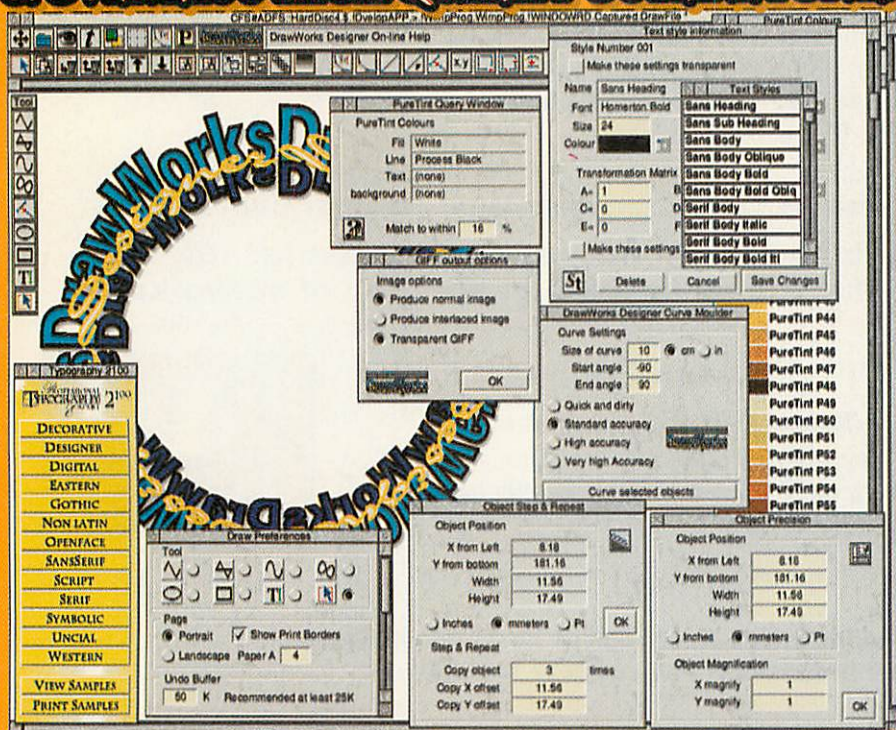 CFS#ADFS::HardDisc4.$.!DvelopAPP.>.!WimpProg.WimpProg.!WINDOWRD.Captured.DrawFile *
PureTint Colours
DrawWorks Designer On-line Help
P
x.y
Tool
DrawWorks
Designer
Text style information
Style Number 001
Make these settings transparent
Name Sans Heading
Font Homerton.Bold
Size 24
Colour
Transformation Matrix
A= 1 B
C= 0 D
E= 0 F
Make these settings
St Delete Cancel Save Changes
Text Styles
Sans Heading
Sans Sub Heading
Sans Body
Sans Body Oblique
Sans Body Bold
Sans Body Bold Obliq
Serif Body
Serif Body Italic
Serif Body Bold
Serif Body Bold Itl
PureTint Query Window
PureTint Colours
Fill White
Line Process Black
Text (none)
background (none)
Match to within 16 %
GIFF output options
Image options
Produce normal image
Produce interlaced image
Transparent GIFF
OK
PureTint P43
PureTint P44
PureTint P45
PureTint P46
PureTint P47
PureTint P48
PureTint P49
PureTint P50
PureTint P51
PureTint P52
PureTint P53
PureTint P54
PureTint P55
DrawWorks Designer Curve Moulder
Curve Settings
Size of curve 10 cm in
Start angle -90
End angle 90
Quick and dirty
Standard accuracy
High accuracy
Very high Accuracy
Curve selected objects
Typography 2100
PROFESSIONAL
TYPOGRAPHY 2100
EXPERT
DECORATIVE
DESIGNER
DIGITAL
EASTERN
GOTHIC
NON LATIN
OPENFACE
SANSSERIF
SCRIPT
SERIF
SYMBOLIC
UNCIAL
WESTERN
VIEW SAMPLES
PRINT SAMPLES
Draw Preferences
Tool
TI
Page
Portrait Show Print Borders
Landscape Paper A 4
Undo Buffer
50 K Recommended at least 25K
Object Step & Repeat
Object Position
X from Left 8.18
Y from bottom 181.16
Width 11.56
Height 17.49
Inches mmeters Pt OK
Step & Repeat
Copy object 3 times
Copy X offset 11.56
Copy Y offset 17.49
Object Precision
Object Position
X from Left 8.18
Y from bottom 181.16
Width 11.56
Height 17.49
Inches mmeters Pt
Object Magnification
X magnify 1
Y magnify 1
OK